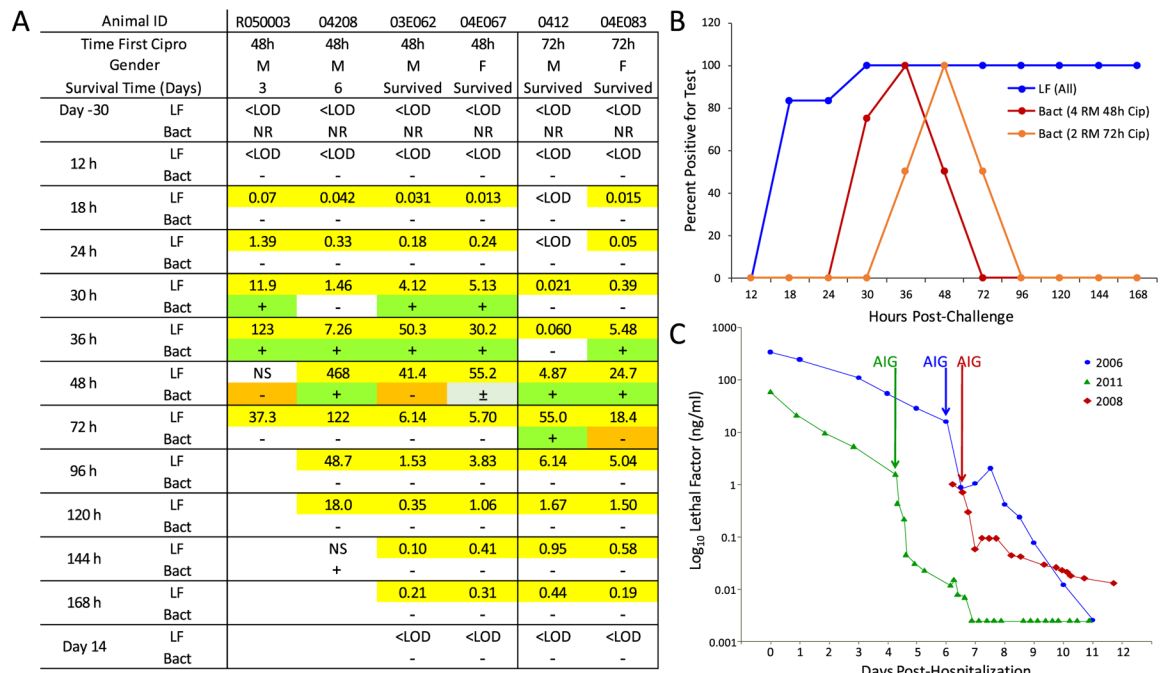 A
Animal ID R050003 04208 03E062 04E067 0412 04E083
Time First Cipro 48h 48h 48h 48h 72h 72h
Gender M M M F M F
Survival Time (Days) 3 6 Survived Survived Survived Survived
Day -30 LF <LOD <LOD <LOD <LOD <LOD <LOD
Bact NR NR NR NR NR NR
12 h LF <LOD <LOD <LOD <LOD <LOD <LOD
Bact - - - - - -
18 h LF 0.07 0.042 0.031 0.013 <LOD 0.015
Bact - - - - - -
24 h LF 1.39 0.33 0.18 0.24 <LOD 0.05
Bact - - - - - -
30 h LF 11.9 1.46 4.12 5.13 0.021 0.39
Bact + - + + - -
36 h LF 123 7.26 50.3 30.2 0.060 5.48
Bact + + + + - +
48 h LF NS 468 41.4 55.2 4.87 24.7
Bact - + - ± + +
72 h LF 37.3 122 6.14 5.70 55.0 18.4
Bact - - - - + -
96 h LF 48.7 1.53 3.83 6.14 5.04
Bact - - - - -
120 h LF 18.0 0.35 1.06 1.67 1.50
Bact - - - - -
144 h LF NS 0.10 0.41 0.95 0.58
Bact + - - - -
168 h LF 0.21 0.31 0.44 0.19
Bact - - - -
Day 14 LF <LOD <LOD <LOD <LOD
Bact - - - -
B
Percent Positive for Test
120
100
80
60
40
20
0
LF (All)
Bact (4 RM 48h Cip)
Bact (2 RM 72h Cip)
12 18 24 30 36 48 72 96 120 144 168
Hours Post-Challenge
C
Log10 Lethal Factor (ng/ml)
1000
100
10
1
0.1
0.01
0.001
AIG AIG AIG
2006
2011
2008
0 1 2 3 4 5 6 7 8 9 10 11 12
Days Post-Hospitalization